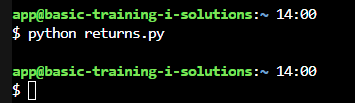 app@basic-training-i-solutions:~ 14:00
$ python returns.py
app@basic-training-i-solutions:~ 14:00
$